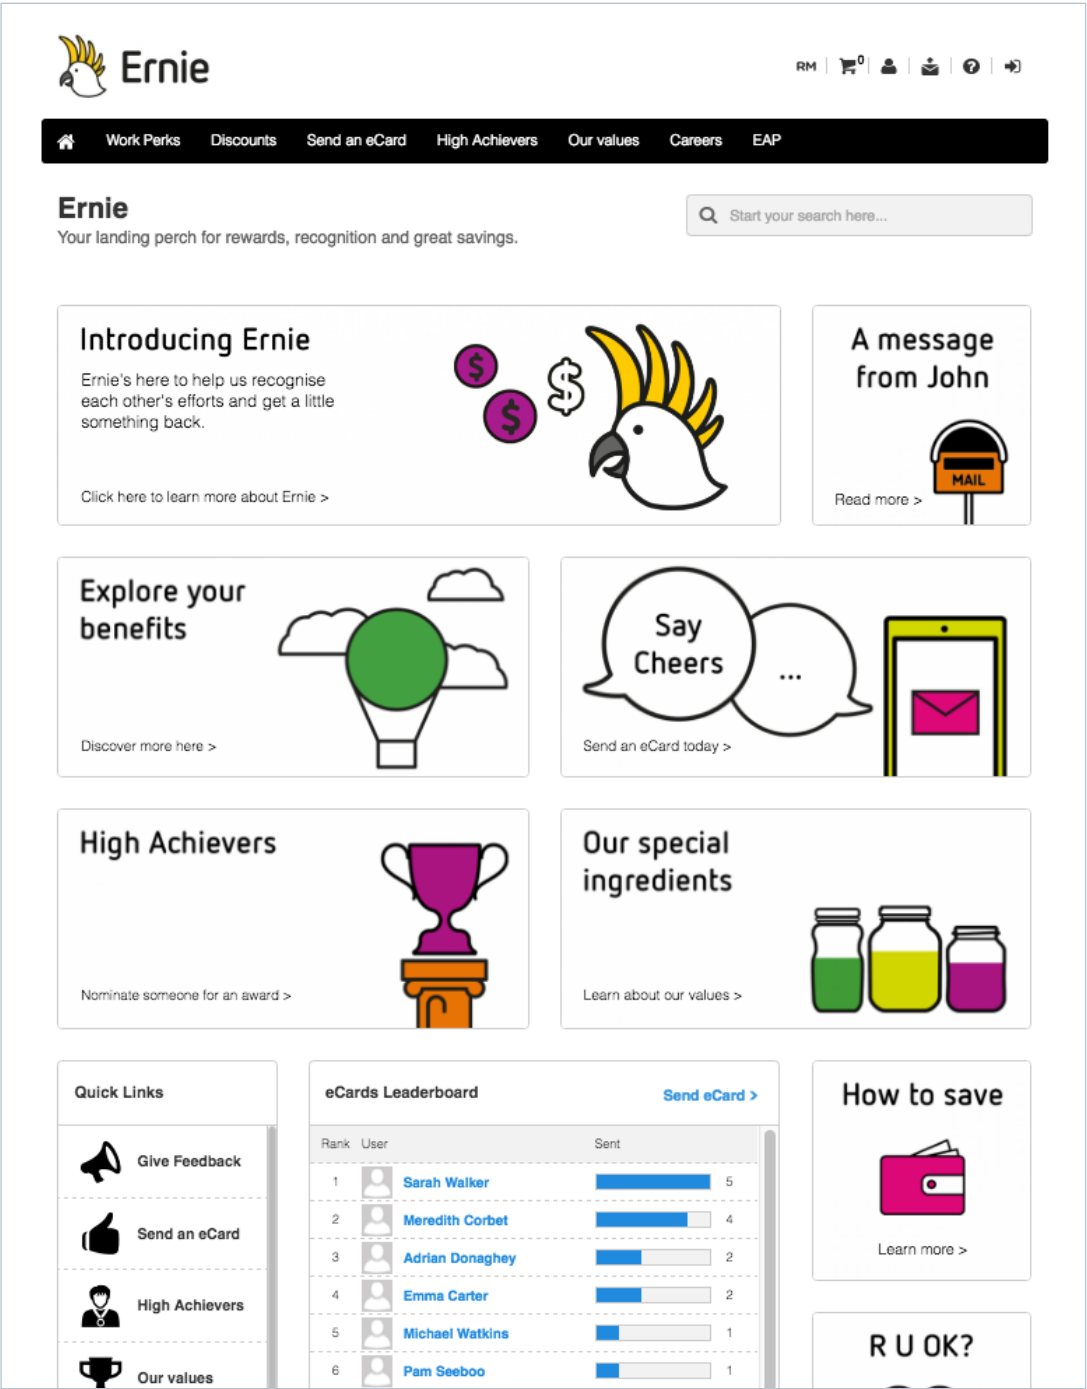 Ernie
RM
0
Work Perks Discounts Send an eCard High Achievers Our values Careers EAP
Ernie
Your landing perch for rewards, recognition and great savings.
Start your search here...
Introducing Ernie
Ernie's here to help us recognise
each other's efforts and get a little
something back.
Click here to learn more about Ernie >
$
$
$
A message
from John
MAIL
Read more >
Explore your
benefits
Discover more here >
Say
Cheers
...
Send an eCard today >
High Achievers
Nominate someone for an award >
Our special
ingredients
Learn about our values >
Quick Links
Give Feedback
Send an eCard
High Achievers
Our values
eCards Leaderboard
Send eCard >
Rank User Sent
1 Sarah Walker 5
2 Meredith Corbet 4
3 Adrian Donaghey 2
4 Emma Carter 2
5 Michael Watkins 1
6 Pam Seeboo 1
How to save
Learn more >
R U OK?